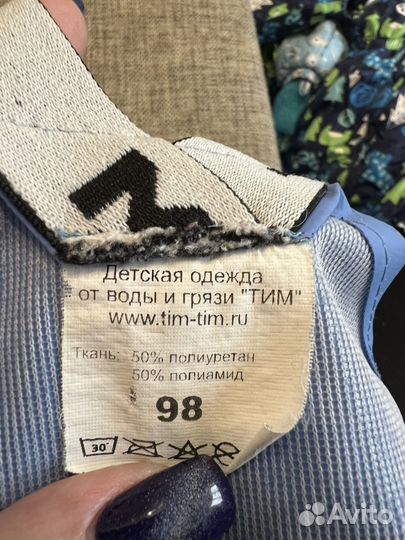 М
Детская одежда
от воды и грязи "ТИМ"
www.tim-tim.ru
Ткань: 50% полиуретан
50% полиамид
98
30°
Avito